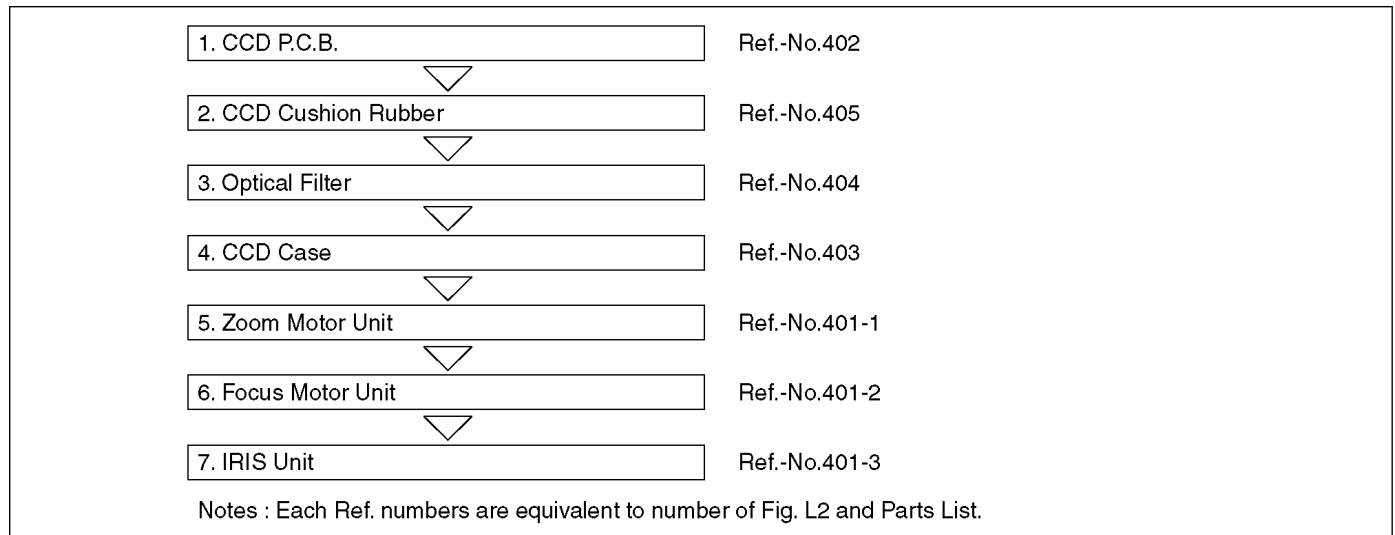 1. CCD P.C.B. Ref.-No.402
2. CCD Cushion Rubber Ref.-No.405
3. Optical Filter Ref.-No.404
4. CCD Case Ref.-No.403
5. Zoom Motor Unit Ref.-No.401-1
6. Focus Motor Unit Ref.-No.401-2
7. IRIS Unit Ref.-No.401-3
Notes : Each Ref. numbers are equivalent to number of Fig. L2 and Parts List.